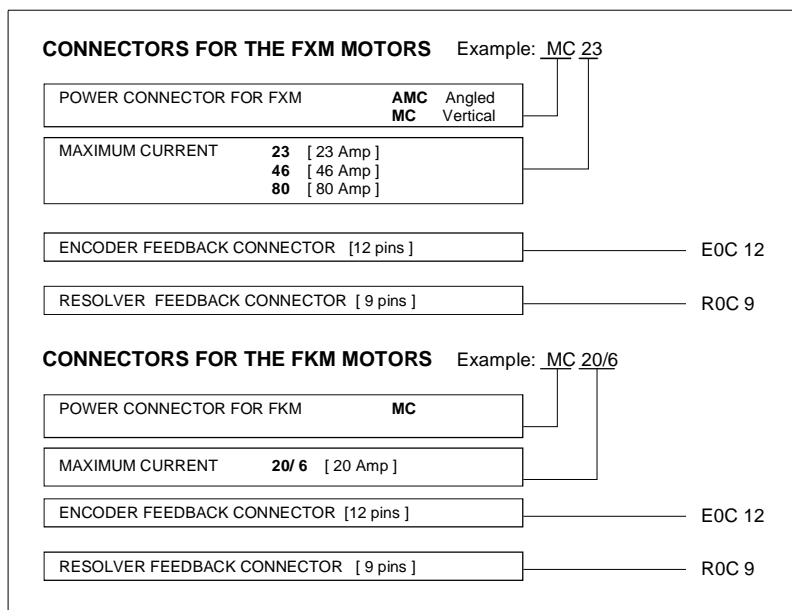 CONNECTORS FOR THE FXM MOTORS Example: MC 23
POWER CONNECTOR FOR FXM AMC Angled
MC Vertical
MAXIMUM CURRENT 23 [ 23 Amp ]
46 [ 46 Amp ]
80 [ 80 Amp ]
ENCODER FEEDBACK CONNECTOR [12 pins ] E0C 12
RESOLVER FEEDBACK CONNECTOR [ 9 pins ] R0C 9
CONNECTORS FOR THE FKM MOTORS Example: MC 20/6
POWER CONNECTOR FOR FKM MC
MAXIMUM CURRENT 20/ 6 [ 20 Amp ]
ENCODER FEEDBACK CONNECTOR [12 pins ] E0C 12
RESOLVER FEEDBACK CONNECTOR [ 9 pins ] R0C 9